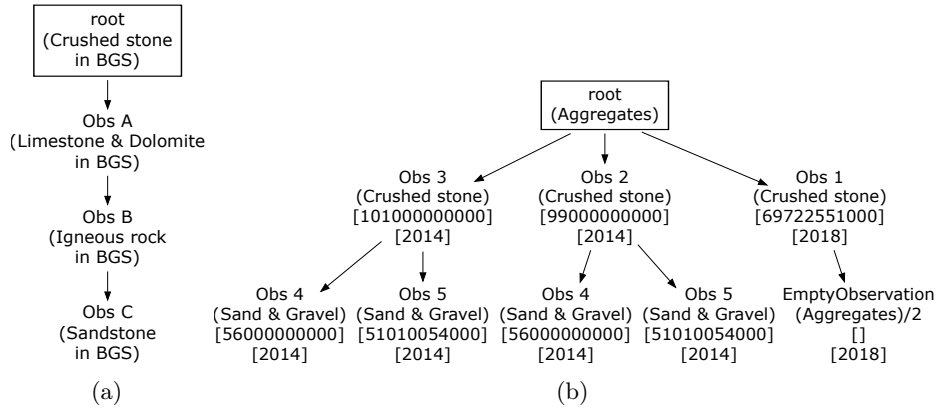 root
(Crushed stone
in BGS)
Obs A
(Limestone & Dolomite
in BGS)
Obs B
(Igneous rock
in BGS)
Obs C
(Sandstone
in BGS)
(a)
root
(Aggregates)
Obs 3
(Crushed stone)
[101000000000]
[2014]
Obs 2
(Crushed stone)
[99000000000]
[2014]
Obs 1
(Crushed stone)
[69722551000]
[2018]
Obs 4
(Sand & Gravel)
[56000000000]
[2014]
Obs 5
(Sand & Gravel)
[51010054000]
[2014]
Obs 4
(Sand & Gravel)
[56000000000]
[2014]
Obs 5
(Sand & Gravel)
[51010054000]
[2014]
EmptyObservation
(Aggregates)/2
[]
[2018]
(b)